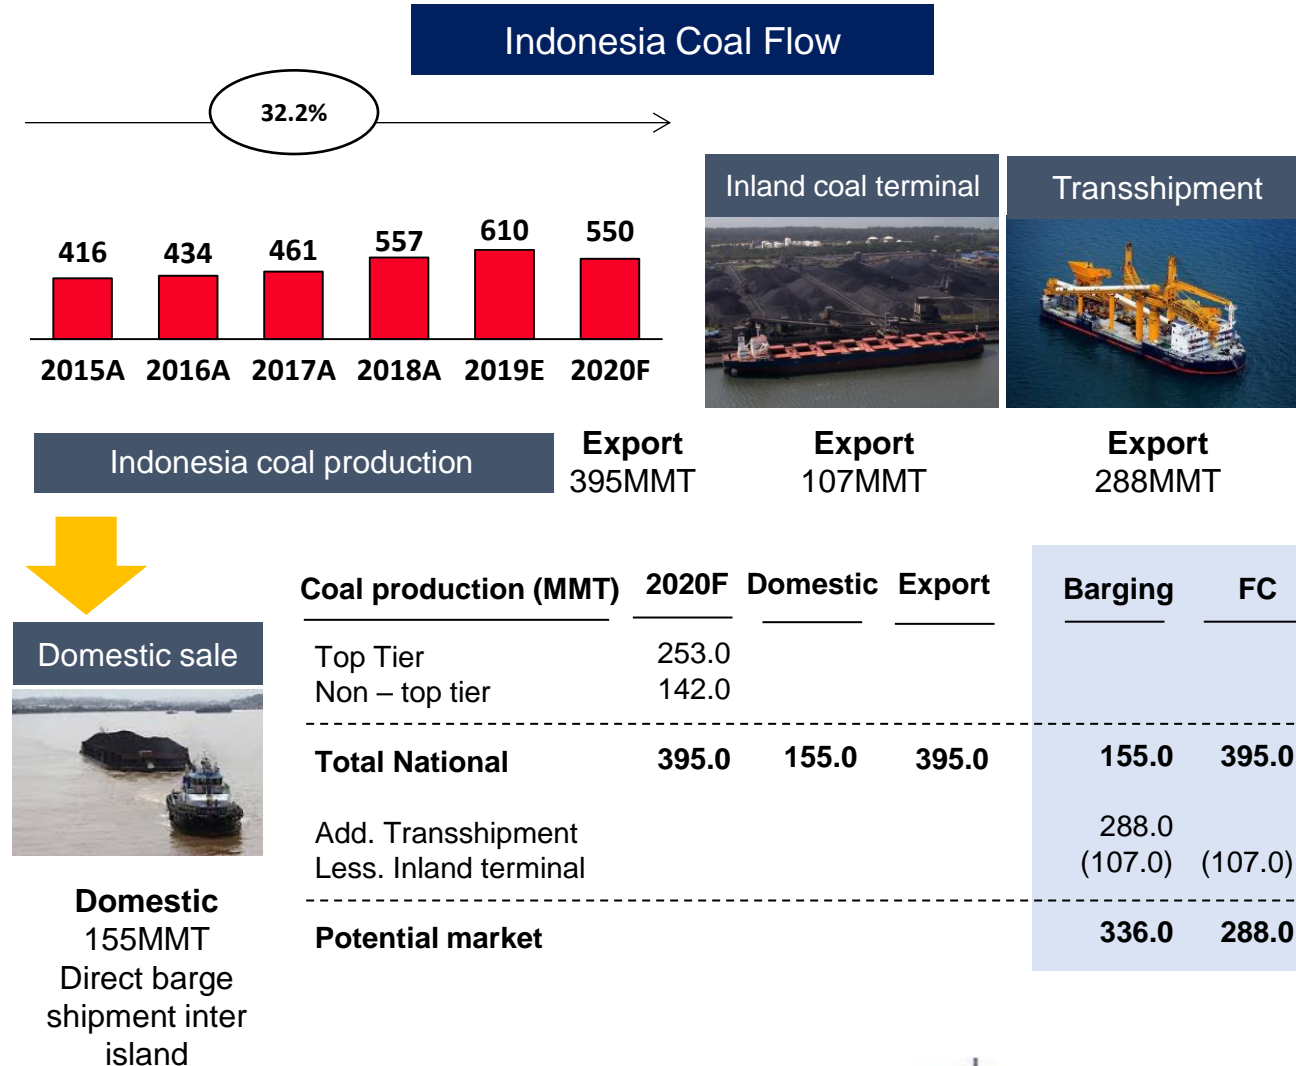 Indonesia Coal Flow
32.2%
416 434 461 557 610 550
2015A 2016A 2017A 2018A 2019E 2020F
Inland coal terminal
Transshipment
Indonesia coal production
Export
395MMT
Export
107MMT
Export
288MMT
Domestic sale
Domestic
155MMT
Direct barge
shipment inter
island
Coal production (MMT) 2020F Domestic Export Barging FC
Top Tier 253.0
Non – top tier 142.0
Total National 395.0 155.0 395.0 155.0 395.0
Add. Transshipment 288.0
Less. Inland terminal (107.0) (107.0)
Potential market 336.0 288.0